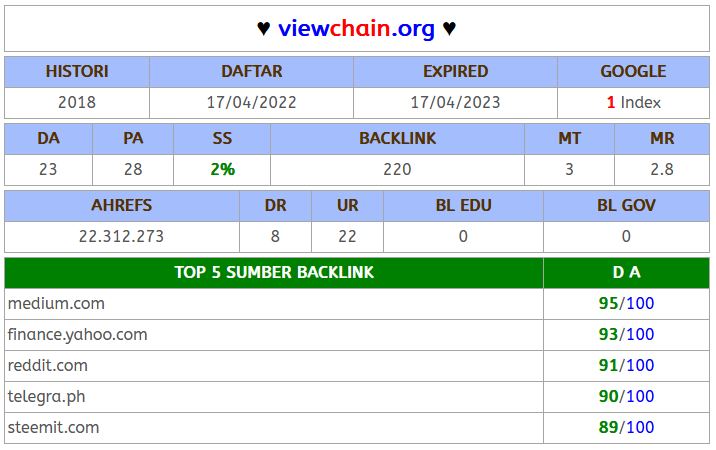 ♥ viewchain.org ♥
HISTORI DAFTAR EXPIRED GOOGLE
2018 17/04/2022 17/04/2023 1 Index
DA PA SS BACKLINK MT MR
23 28 2% 220 3 2.8
AHREFS DR UR BL EDU BL GOV
22.312.273 8 22 0 0
TOP 5 SUMBER BACKLINK D A
medium.com 95/100
finance.yahoo.com 93/100
reddit.com 91/100
telegra.ph 90/100
steemit.com 89/100